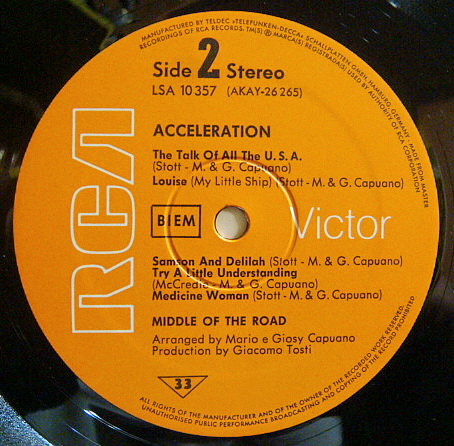 MANUFACTURED BY TELDEC »TELEFUNKEN-DECCA« SCHALLPLATTEN GMBH, HAMBURG, GERMANY · MADE FROM MASTER
RECORDINGS OF RCA RECORDS. TM(S) ® MARCA(S) REGISTRADA(S) USED BY AUTHORITY OF RCA CORPORATION
Side 2 Stereo
LSA 10 357 (AKAY-26 265)
RCA
ACCELERATION
The Talk Of All The U. S. A.
(Stott - M. & G. Capuano)
Louise (My Little Ship) (Stott - M. & G. Capuano)
BIEM
Victor
Samson And Delilah (Stott - M. & G. Capuano)
Try A Little Understanding
(McCredie - M. & G. Capuano)
Medicine Woman (Stott - M. & G. Capuano)
MIDDLE OF THE ROAD
Arranged by Mario e Giosy Capuano
Production by Giacomo Tosti
33
ALL RIGHTS OF THE MANUFACTURER AND OF THE OWNER OF THE RECORDED WORK RESERVED.
UNAUTHORISED PUBLIC PERFORMANCE BROADCASTING AND COPYING OF THE RECORD PROHIBITED